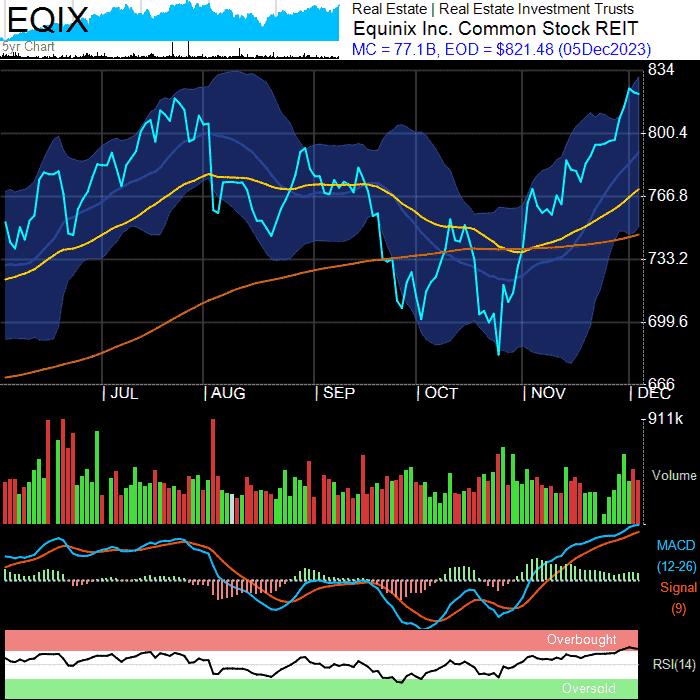 EQIX
5yr Chart
Real Estate | Real Estate Investment Trusts
Equinix Inc. Common Stock REIT
MC = 77.1B, EOD = $821.48 (05Dec2023)
834
800.4
766.8
733.2
699.6
666
JUL AUG SEP OCT NOV DEC
911k
Volume
MACD
(12-26)
Signal
(9)
Overbought
RSI(14)
Oversold